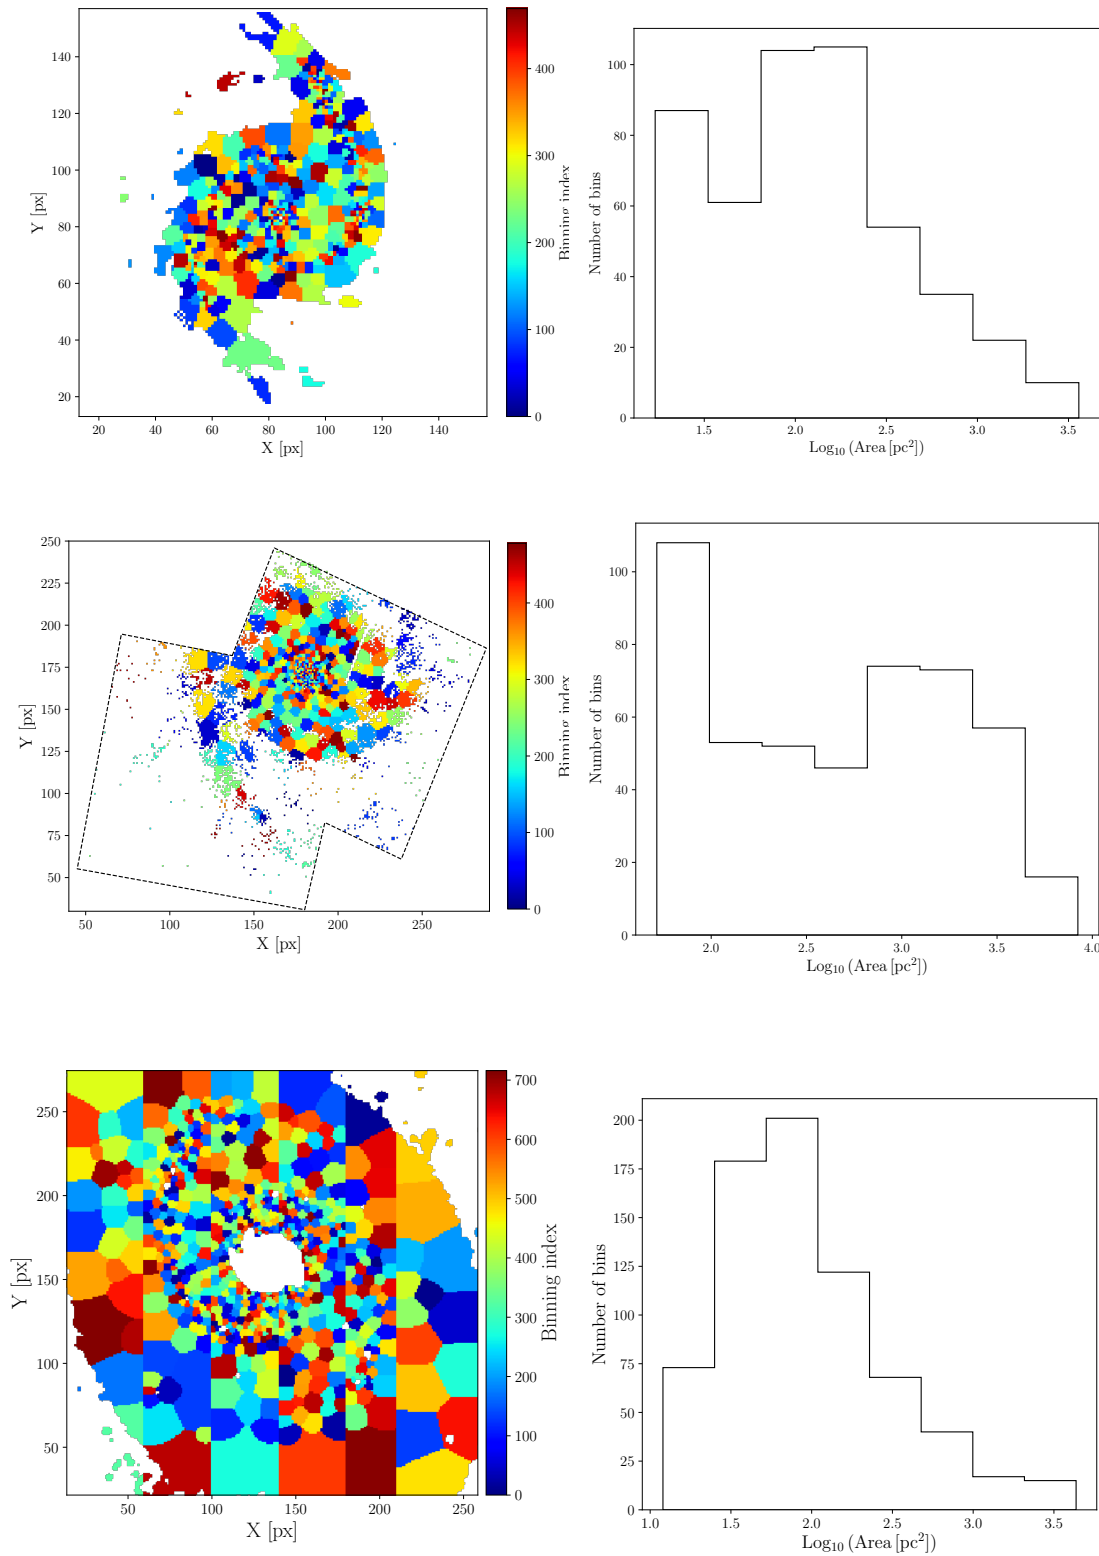 140
120
100
80
60
40
20
Y [px]
20 40 60 80 100 120 140
X [px]
400
300
200
100
0
Binning index
100
80
60
40
20
0
Number of bins
1.5 2.0 2.5 3.0 3.5
Log10 (Area [pc²])
250
225
200
175
150
125
100
75
50
Y [px]
50 100 150 200 250
X [px]
400
300
200
100
0
Binning index
100
80
60
40
20
0
Number of bins
2.0 2.5 3.0 3.5 4.0
Log10 (Area [pc²])
250
200
150
100
50
Y [px]
50 100 150 200 250
X [px]
700
600
500
400
300
200
100
0
Binning index
200
175
150
125
100
75
50
25
0
Number of bins
1.0 1.5 2.0 2.5 3.0 3.5
Log10 (Area [pc²])